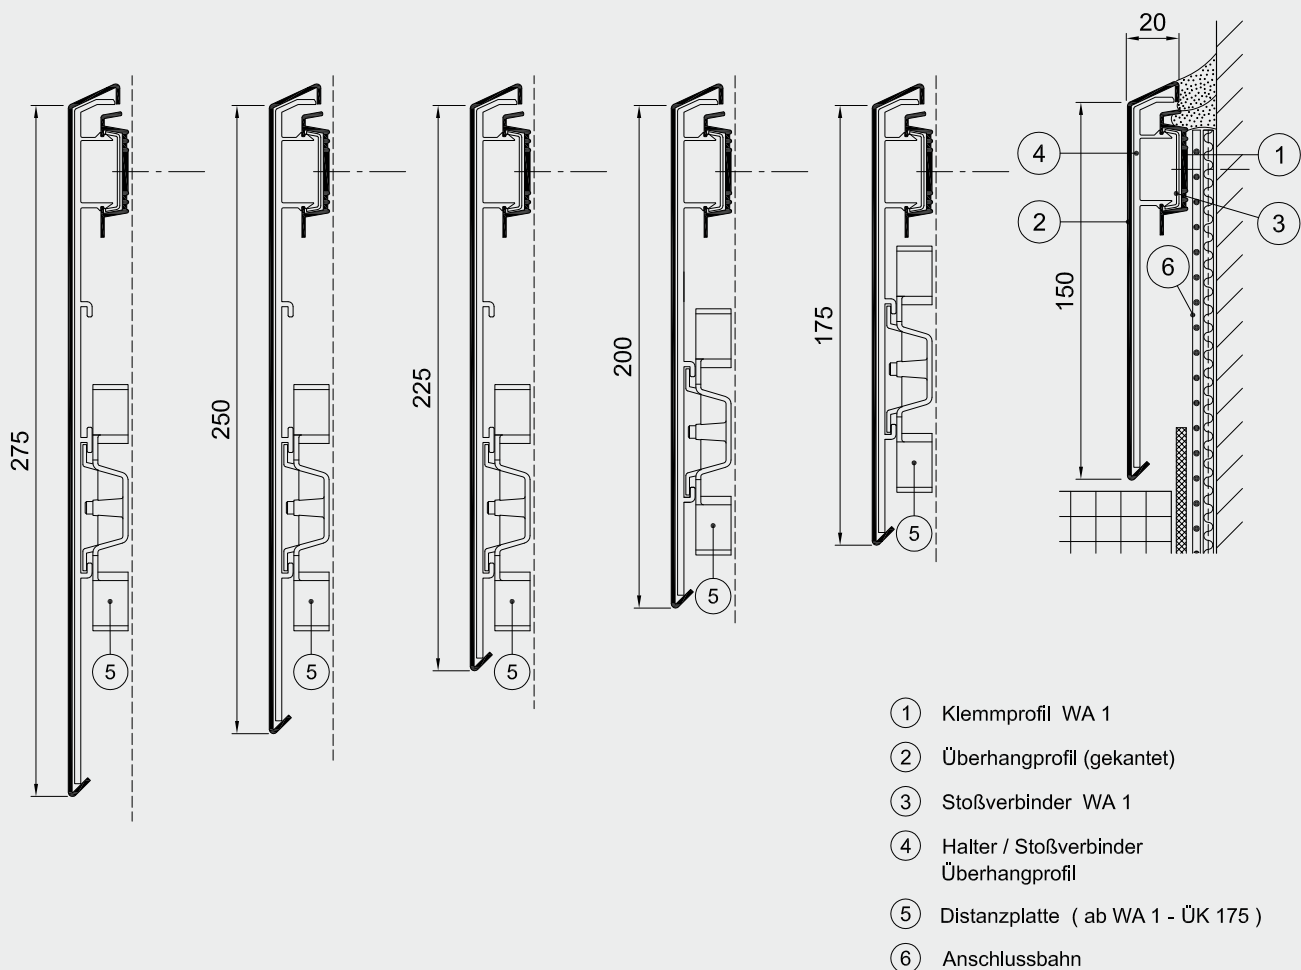 20
275
250
225
200
175
150
4
1
2
3
6
5
5
5
5
5
1 Klemmprofil WA 1
2 Überhangprofil (gekantet)
3 Stoßverbinder WA 1
4 Halter / Stoßverbinder
Überhangprofil
5 Distanzplatte ( ab WA 1 - ÜK 175 )
6 Anschlussbahn